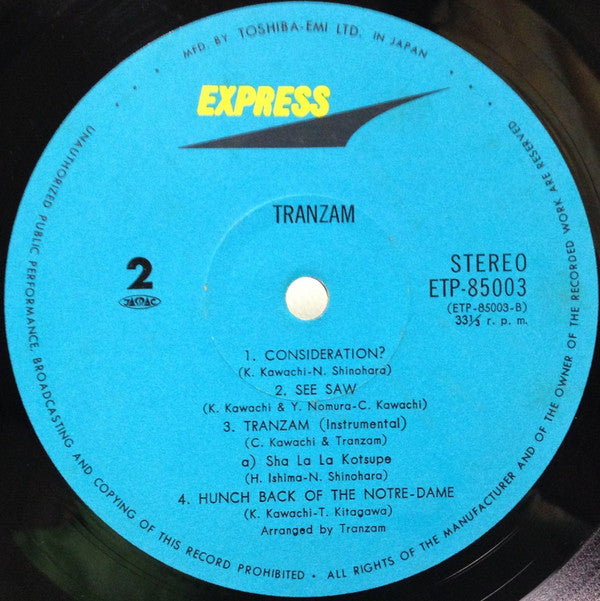 MFD. BY TOSHIBA-EMI LTD. IN JAPAN
EXPRESS
TRANZAM
2
JASRAC
STEREO
ETP-85003
(ETP-85003-B)
33⅓ r. p. m.
1. CONSIDERATION?
(K. Kawachi-N. Shinohara)
2. SEE SAW
(K. Kawachi & Y. Nomura-C. Kawachi)
3. TRANZAM (Instrumental)
(C. Kawachi & Tranzam)
a) Sha La La Kotsupe
(H. Ishima-N. Shinohara)
4. HUNCH BACK OF THE NOTRE-DAME
(K. Kawachi-T. Kitagawa)
Arranged by Tranzam
UNAUTHORIZED PUBLIC PERFORMANCE, BROADCASTING AND COPYING OF THIS RECORD PROHIBITED • ALL RIGHTS OF THE MANUFACTURER AND OF THE OWNER OF THE RECORDED WORK ARE RESERVED